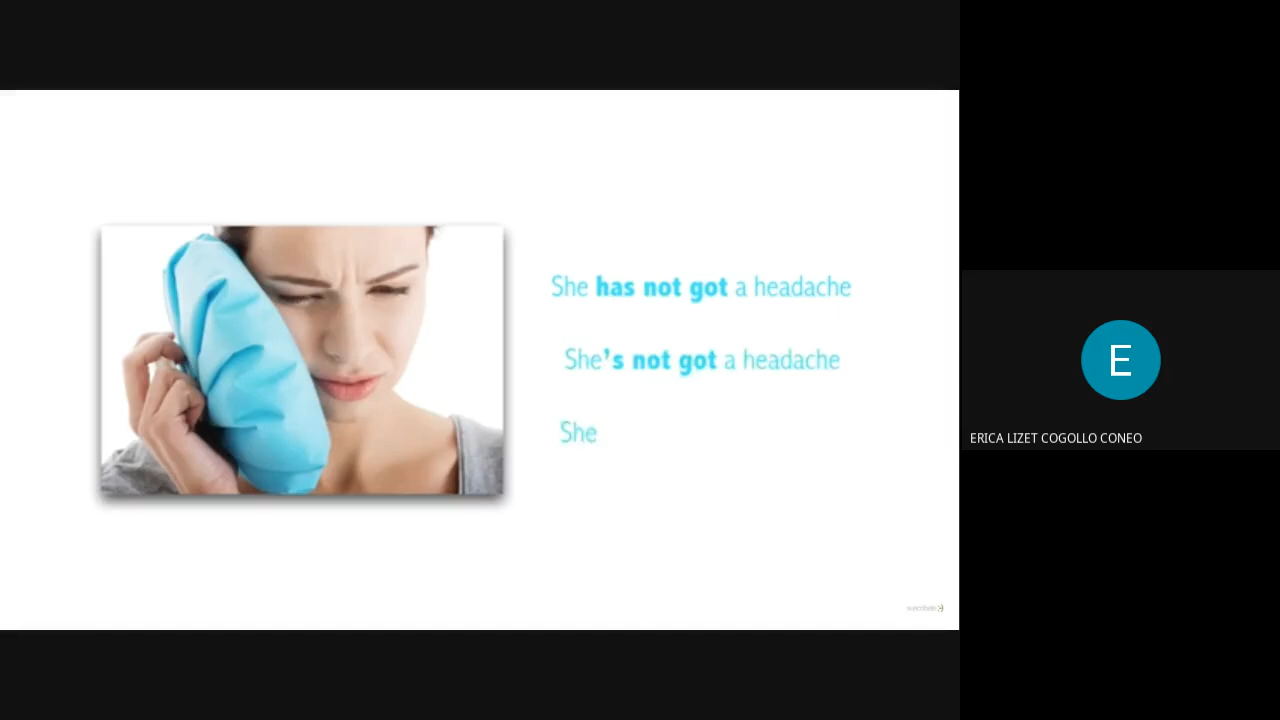 She has not got a headache
She's not got a headache
She
E
ERICA LIZET COGOLLO CONEO